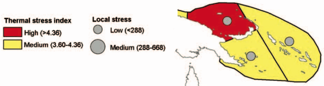 Thermal stress index
High (>4.36)
Medium (3.60-4.36)
Local stress
Low (<288)
Medium (288-668)